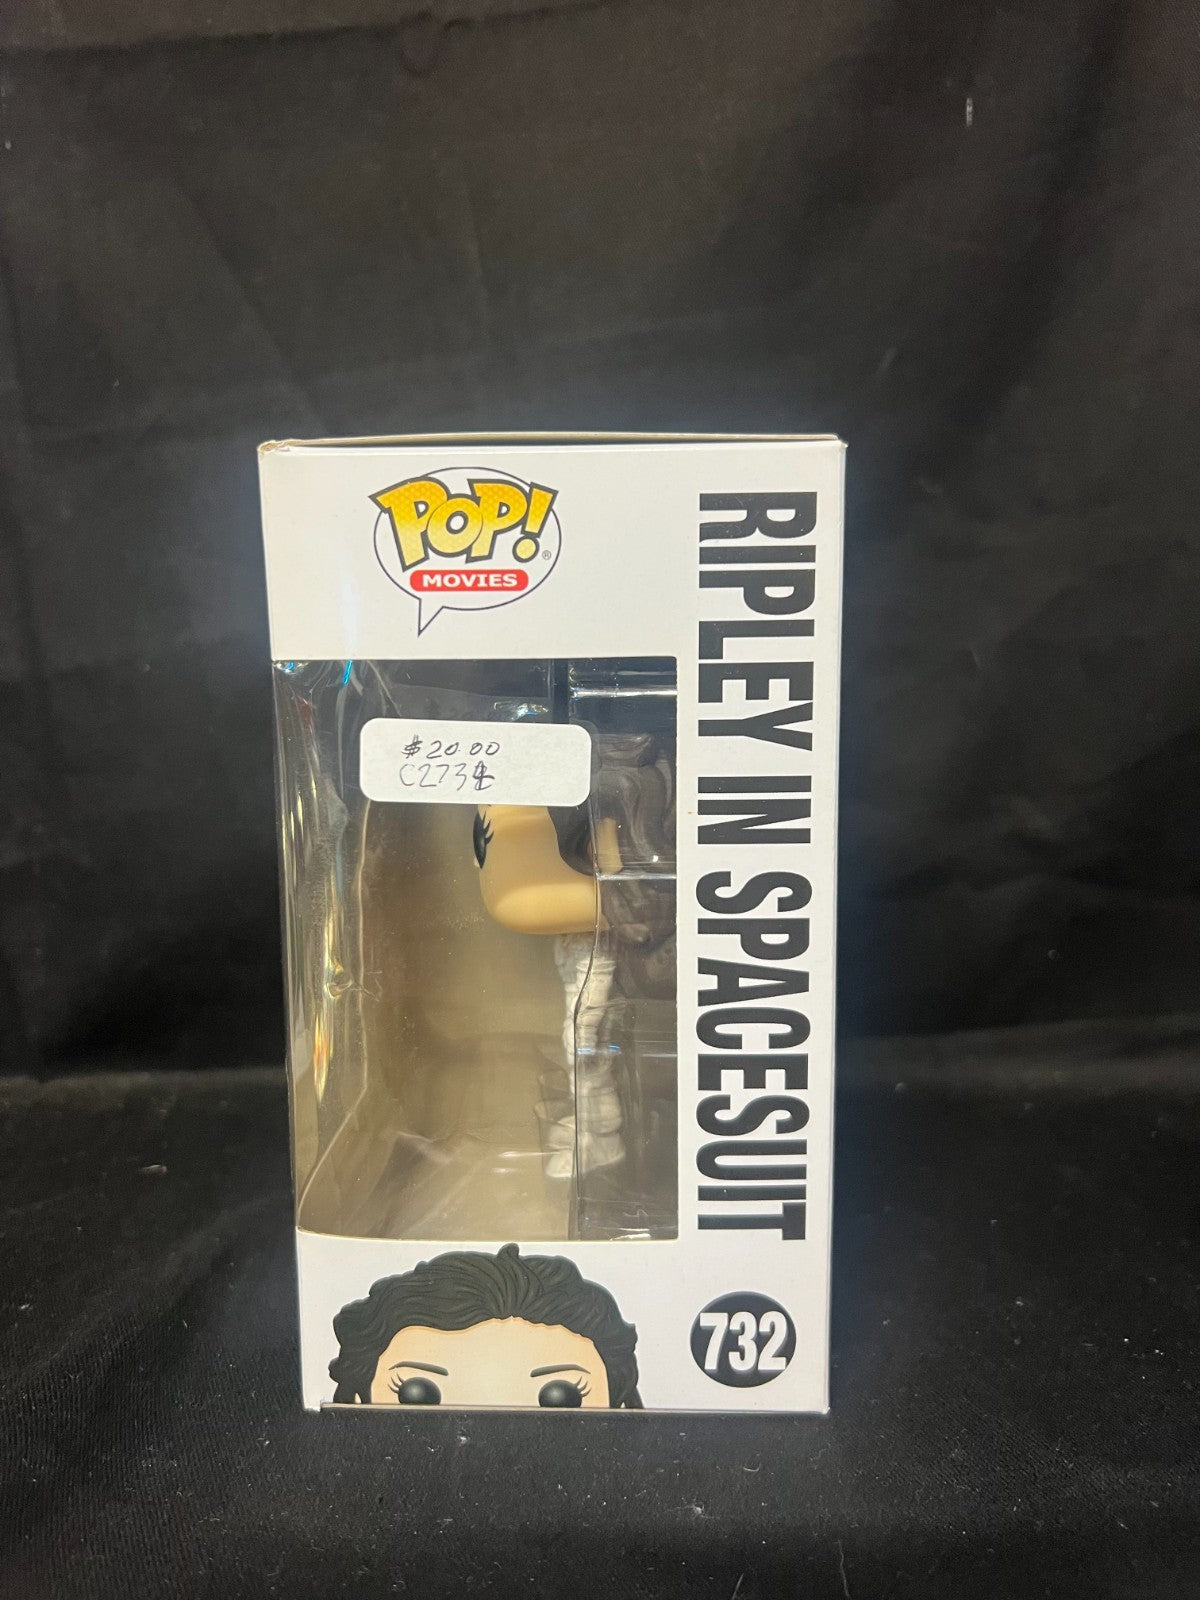 POP!®
MOVIES
$20.00
RIPLEY IN SPACESUIT
732